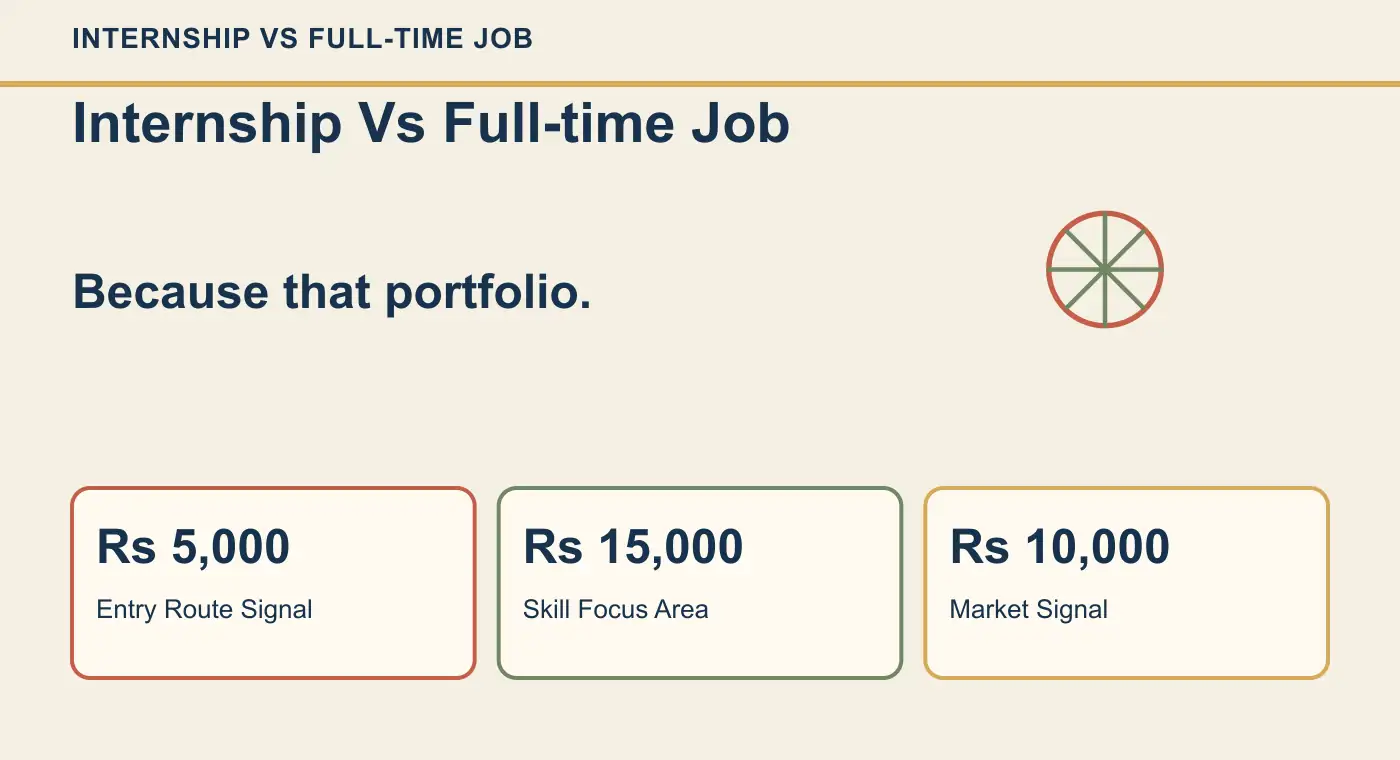 INTERNSHIP VS FULL-TIME JOB
Internship Vs Full-time Job
Because that portfolio.
Rs 5,000
Entry Route Signal
Rs 15,000
Skill Focus Area
Rs 10,000
Market Signal